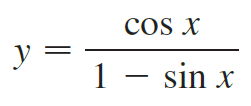 y = cos x / (1 − sin x)